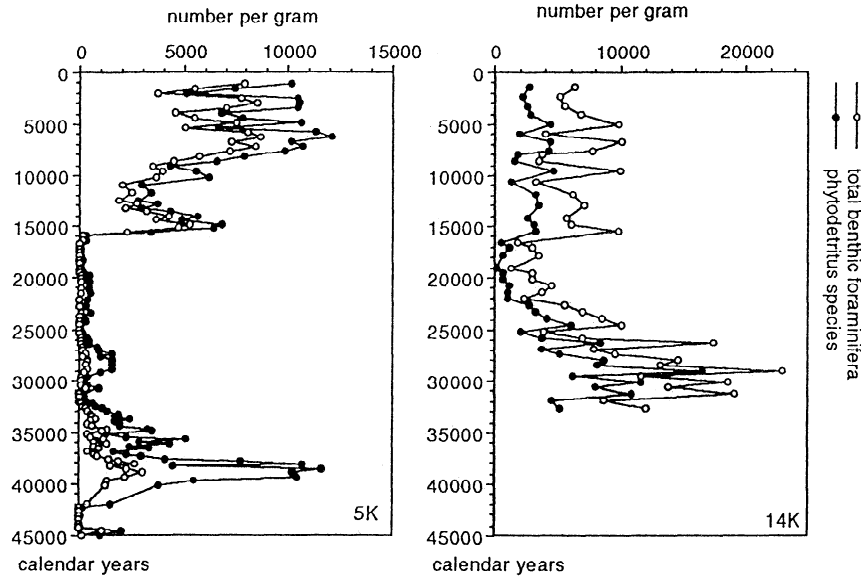 number per gram
0 5000 10000 15000
0
5000
10000
15000
20000
25000
30000
35000
40000
45000
5K
calendar years
number per gram
0 10000 20000
0
5000
10000
15000
20000
25000
30000
35000
40000
45000
14K
calendar years
total benthic foraminifera
phytodetritus species